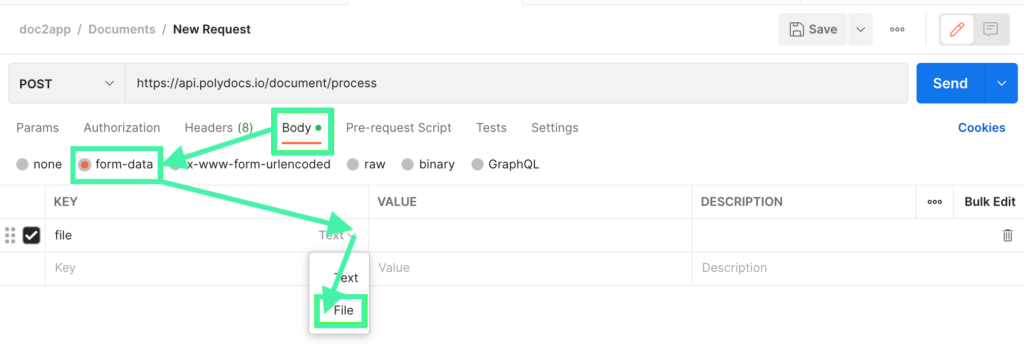 doc2app / Documents / New Request
Save
POST
https://api.polydocs.io/document/process
Send
Params Authorization Headers (8) Body Pre-request Script Tests Settings Cookies
none form-data x-www-form-urlencoded raw binary GraphQL
KEY VALUE DESCRIPTION Bulk Edit
file Text
Key Value Description
Text
File